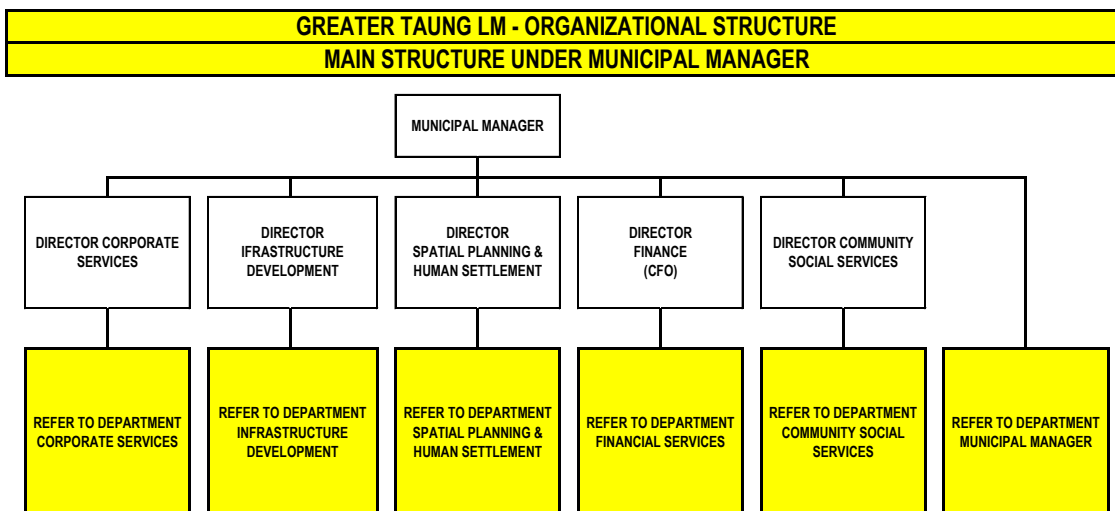 GREATER TAUNG LM - ORGANIZATIONAL STRUCTURE
MAIN STRUCTURE UNDER MUNICIPAL MANAGER
MUNICIPAL MANAGER
DIRECTOR CORPORATE
SERVICES
DIRECTOR
IFRASTRUCTURE
DEVELOPMENT
DIRECTOR
SPATIAL PLANNING &
HUMAN SETTLEMENT
DIRECTOR
FINANCE
(CFO)
DIRECTOR COMMUNITY
SOCIAL SERVICES
REFER TO DEPARTMENT
CORPORATE SERVICES
REFER TO DEPARTMENT
INFRASTRUCTURE
DEVELOPMENT
REFER TO DEPARTMENT
SPATIAL PLANNING &
HUMAN SETTLEMENT
REFER TO DEPARTMENT
FINANCIAL SERVICES
REFER TO DEPARTMENT
COMMUNITY SOCIAL
SERVICES
REFER TO DEPARTMENT
MUNICIPAL MANAGER